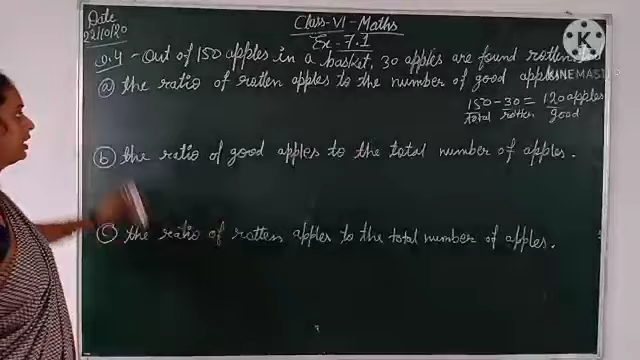 Date
22/10/20
Class-VI-Maths
Ex-7.1
Q.4 - Out of 150 apples in a basket, 30 apples are found rotten,
(a) the ratio of rotten apples to the number of good apples
150-30 = 120 apples
total rotten good
(b) the ratio of good apples to the total number of apples.
(c) the ratio of rotten apples to the total number of apples.
K
KINEMASTER